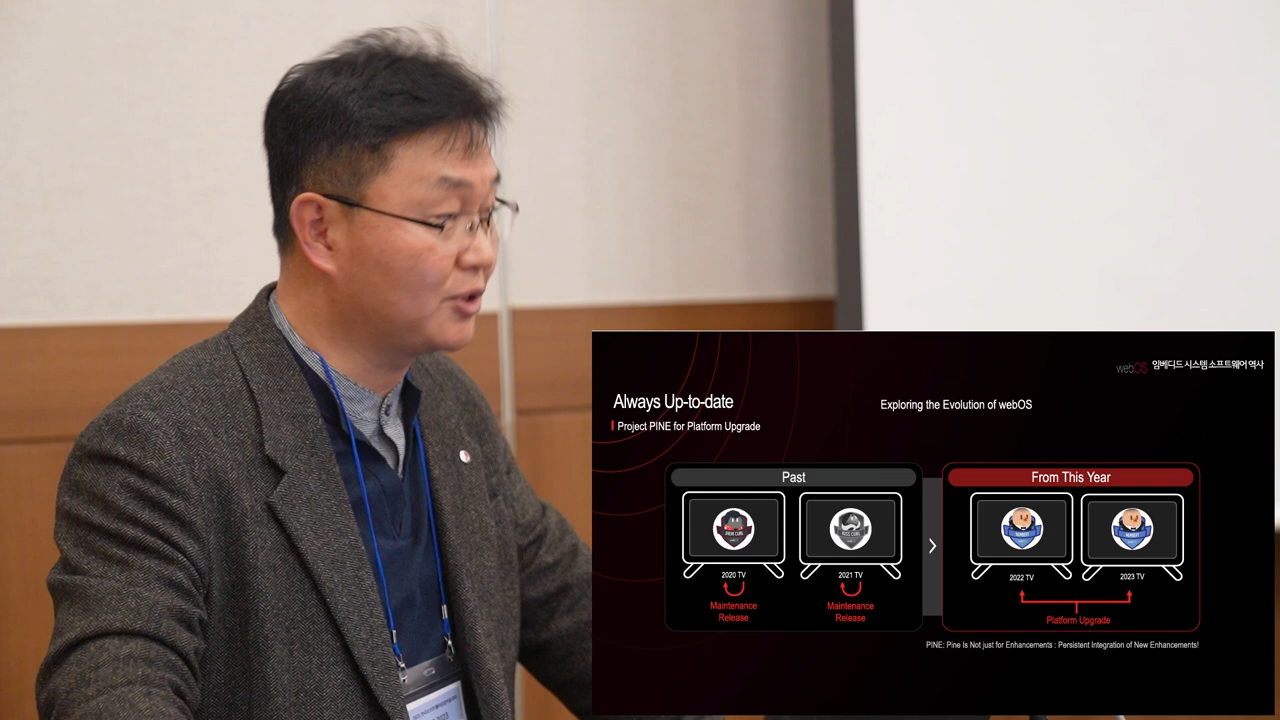 webOS 임베디드 시스템 소프트웨어 역사
Always Up-to-date
Exploring the Evolution of webOS
Project PINE for Platform Upgrade
Past
From This Year
2020 TV
2021 TV
2022 TV
2023 TV
Maintenance
Release
Maintenance
Release
Platform Upgrade
PINE: Pine Is Not just for Enhancements : Persistent Integration of New Enhancements!